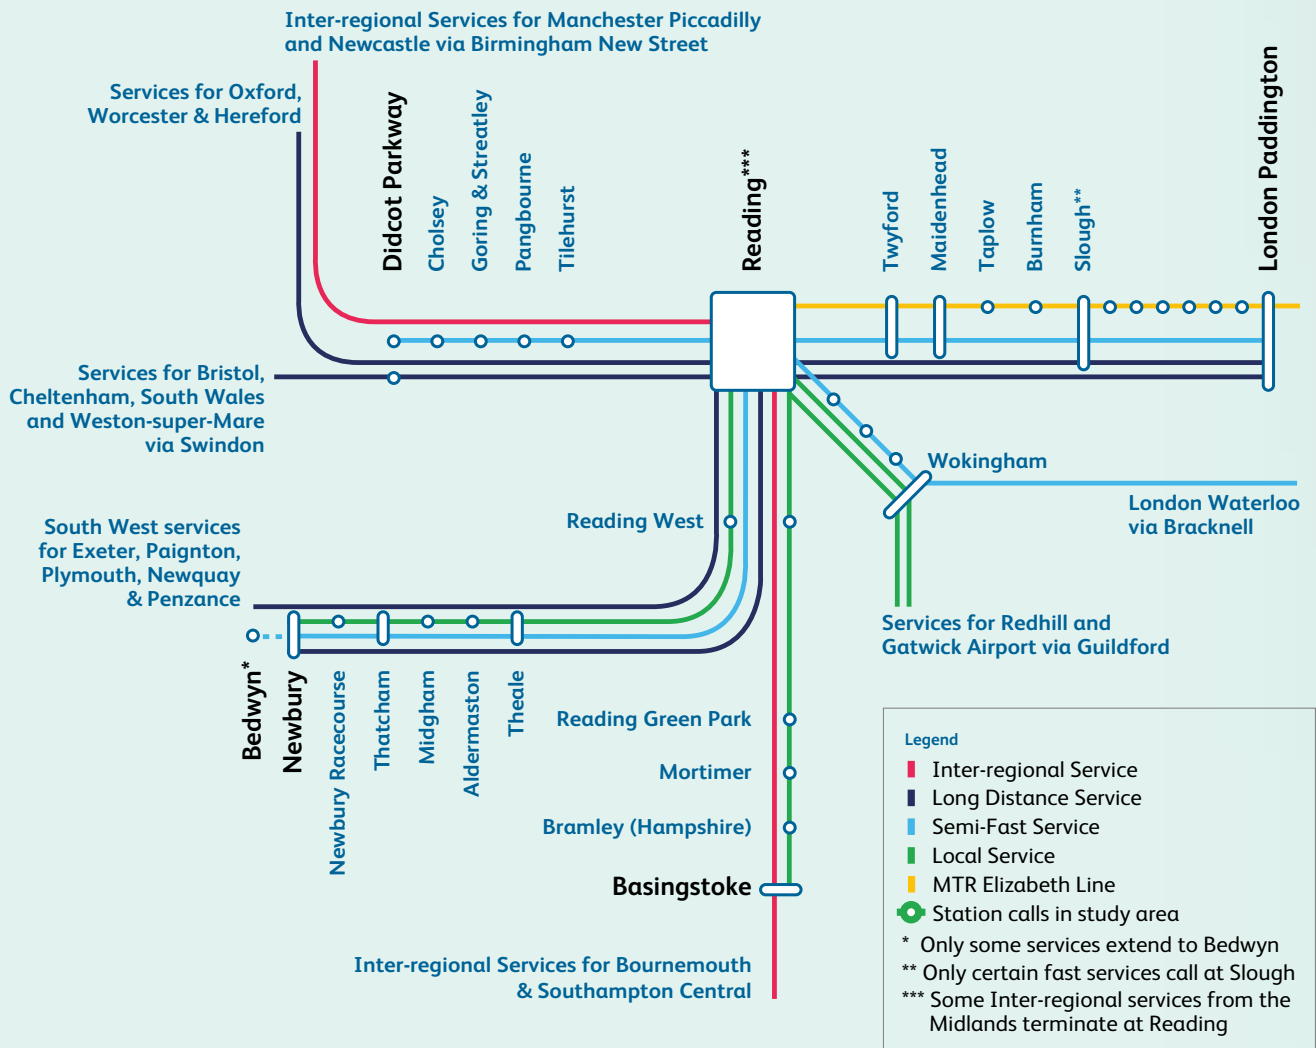 Inter-regional Services for Manchester Piccadilly
and Newcastle via Birmingham New Street
Services for Oxford,
Worcester & Hereford
Didcot Parkway
Cholsey
Goring & Streatley
Pangbourne
Tilehurst
Reading***
Twyford
Maidenhead
Taplow
Burnham
Slough**
London Paddington
Services for Bristol,
Cheltenham, South Wales
and Weston-super-Mare
via Swindon
Wokingham
London Waterloo
via Bracknell
South West services
for Exeter, Paignton,
Plymouth, Newquay
& Penzance
Reading West
Services for Redhill and
Gatwick Airport via Guildford
Bedwyn*
Newbury
Newbury Racecourse
Thatcham
Midgham
Aldermaston
Theale
Reading Green Park
Mortimer
Bramley (Hampshire)
Basingstoke
Inter-regional Services for Bournemouth
& Southampton Central
Legend
Inter-regional Service
Long Distance Service
Semi-Fast Service
Local Service
MTR Elizabeth Line
Station calls in study area
* Only some services extend to Bedwyn
** Only certain fast services call at Slough
*** Some Inter-regional services from the
Midlands terminate at Reading